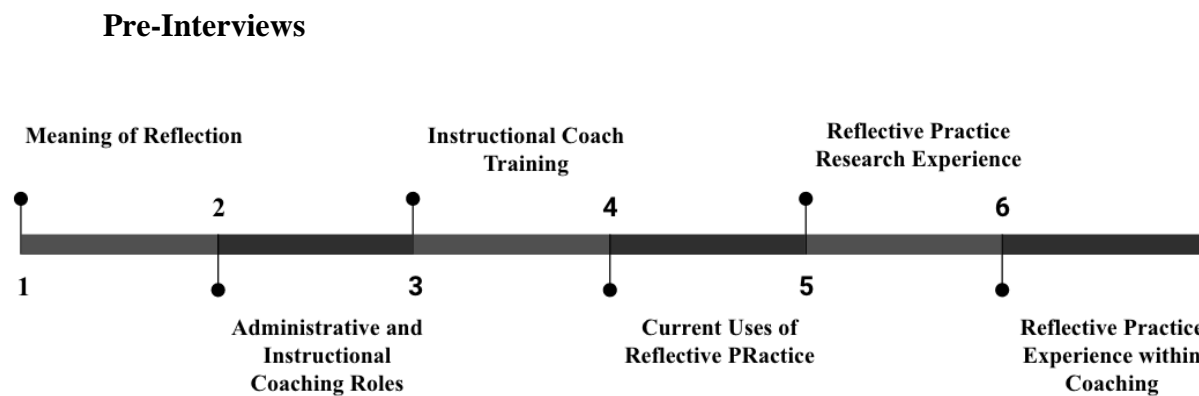 Pre-Interviews
Meaning of Reflection
Instructional Coach
Training
Reflective Practice
Research Experience
2
4
6
1
3
5
Administrative and
Instructional
Coaching Roles
Current Uses of
Reflective PRactice
Reflective Practice
Experience within
Coaching